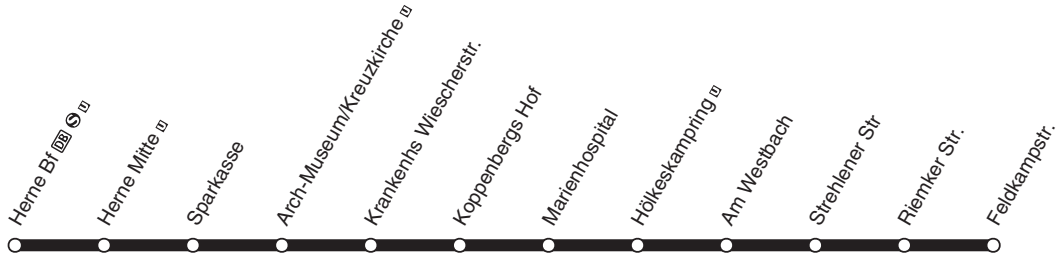 Herne Bf DB S U
Herne Mitte U
Sparkasse
Arch-Museum/Kreuzkirche U
Krankenhs Wiescherstr.
Koppenbergs Hof
Marienhospital
Hölkeskampring U
Am Westbach
Strehlener Str
Riemker Str.
Feldkampstr.